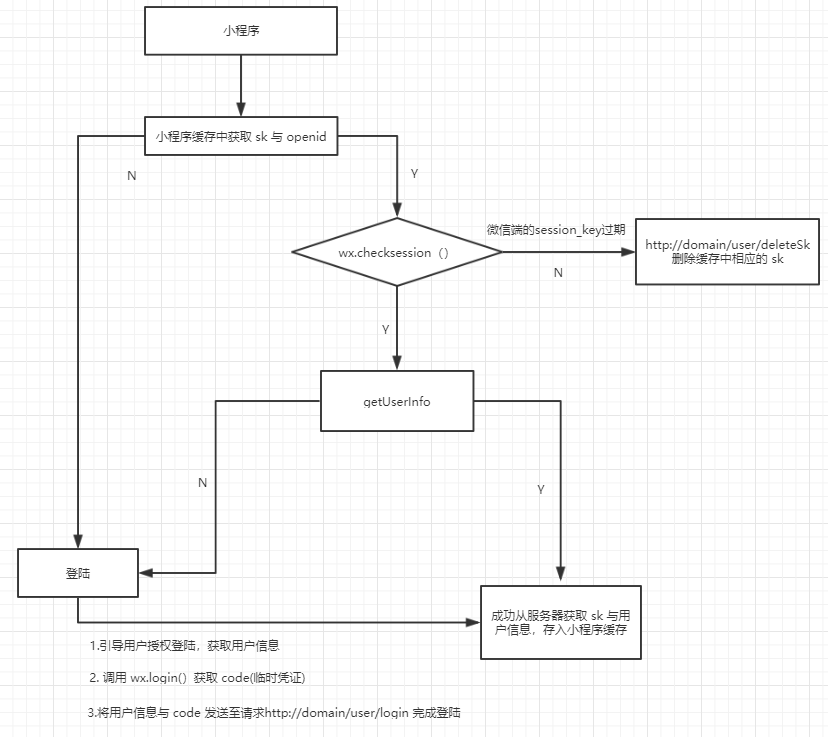 小程序
小程序缓存中获取 sk 与 openid
N
Y
微信端的session_key过期
wx.checksession（）
http://domain/user/deleteSk
删除缓存中相应的 sk
N
Y
getUserInfo
N
Y
登陆
成功从服务器获取 sk 与用
户信息，存入小程序缓存
1.引导用户授权登陆，获取用户信息
2. 调用 wx.login()  获取 code(临时凭证)
3.将用户信息与 code 发送至请求http://domain/user/login 完成登陆